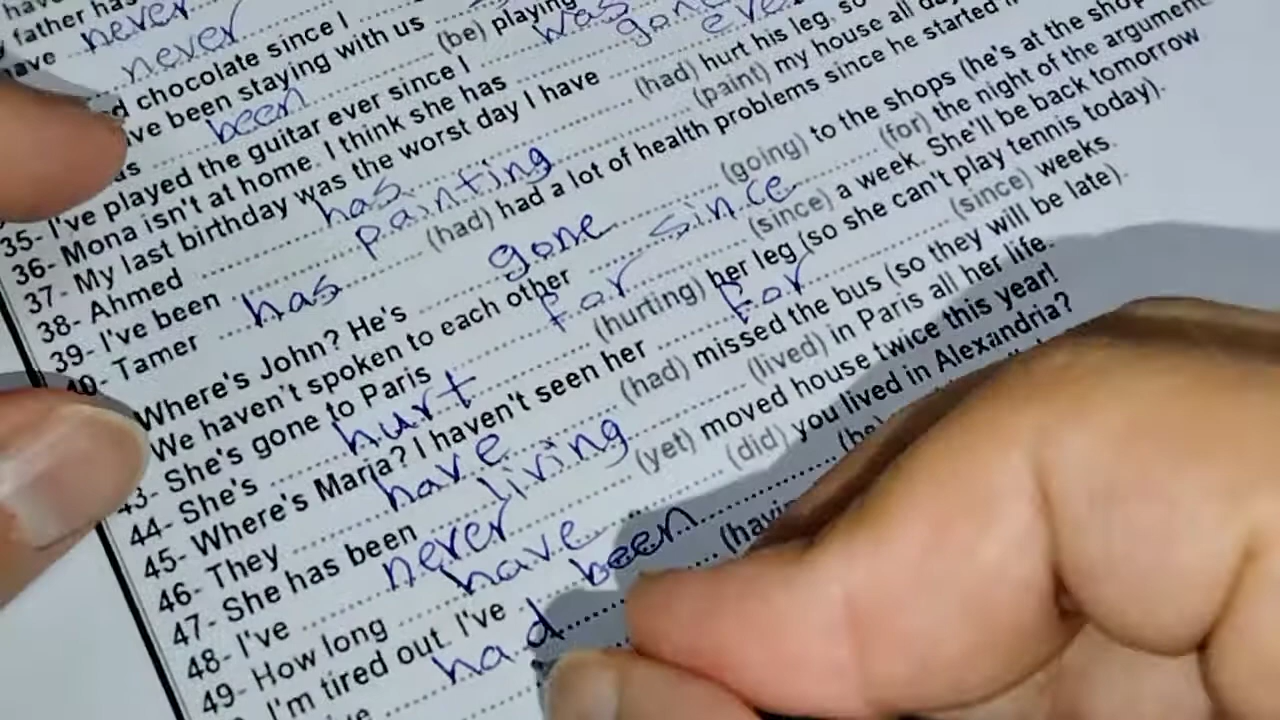 father has never
never
chocolate since I
been staying with us
been (be) playing
35- I've played the guitar ever since I was
36- Mona isn't at home. I think she has gone
37- My last birthday was the worst day I have
38- Ahmed has (had) hurt his leg, so
39- I've been painting (paint) my house all
40- Tamer has (had) had a lot of health problems since he started
Where's John? He's gone (going) to the shops (he's at the
We haven't spoken to each other since (for) the night of the argument
43- She's gone to Paris for (since) a week. She'll be back tomorrow
44- She's hurt (hurting) her leg (so she can't play tennis today).
45- Where's Maria? I haven't seen her for (since) weeks.
46- They have (had) missed the bus (so they will be late).
47- She has been living (lived) in Paris all her life.
48- I've never (yet) moved house twice this year!
49- How long have (did) you lived in Alexandria?
I'm tired out. I've been
had